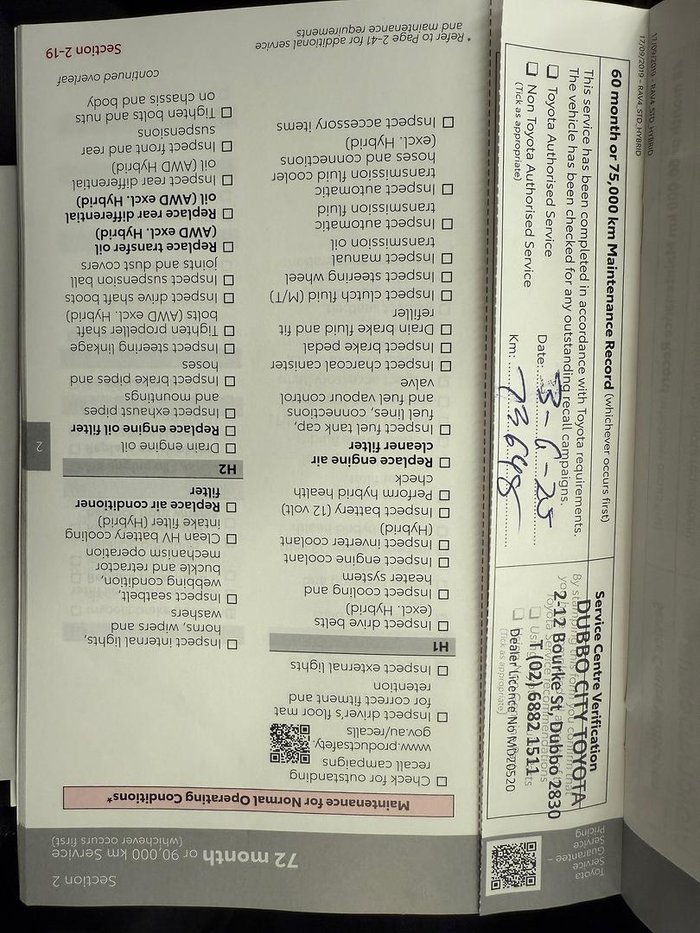 Section 2
72 month or 90,000 km Service
(whichever occurs first)
Maintenance for Normal Operating Conditions*
☐ Check for outstanding
recall campaigns
www.productsafety.
gov.au/recalls
☐ Inspect driver's floor mat
for correct fitment and
retention
☐ Inspect external lights
H1
☐ Inspect drive belts
(excl. Hybrid)
☐ Inspect cooling and
heater system
☐ Inspect engine coolant
☐ Inspect inverter coolant
(Hybrid)
☐ Inspect battery (12 volt)
☐ Perform hybrid health
check
☐ Replace engine air
cleaner filter
☐ Inspect fuel tank cap,
fuel lines, connections
and fuel vapour control
valve
☐ Inspect charcoal canister
☐ Inspect brake pedal
☐ Drain brake fluid and fit
refiller
☐ Inspect clutch fluid (M/T)
☐ Inspect steering wheel
☐ Inspect manual
transmission oil
☐ Inspect automatic
transmission fluid
☐ Inspect automatic
transmission fluid cooler
hoses and connections
(excl. Hybrid)
☐ Inspect accessory items
☐ Inspect internal lights,
horns, wipers and
washers
☐ Inspect seatbelt,
webbing condition,
buckle and retractor
mechanism operation
☐ Clean HV battery cooling
intake filter (Hybrid)
☐ Replace air conditioner
filter
H2
☐ Drain engine oil
☐ Replace engine oil filter
☐ Inspect exhaust pipes
and mountings
☐ Inspect brake pipes and
hoses
☐ Inspect steering linkage
☐ Tighten propeller shaft
bolts (AWD excl. Hybrid)
☐ Inspect drive shaft boots
☐ Inspect suspension ball
joints and dust covers
☐ Replace transfer oil
(AWD excl. Hybrid)
☐ Replace rear differential
oil (AWD excl. Hybrid)
☐ Inspect rear differential
oil (AWD Hybrid)
☐ Inspect front and rear
suspensions
☐ Tighten bolts and nuts
on chassis and body
continued overleaf
* Refer to Page 2-41 for additional service
and maintenance requirements
Section 2-19
2
60 month or 75,000 km Maintenance Record (whichever occurs first)
This service has been completed in accordance with Toyota requirements.
The vehicle has been checked for any outstanding recall campaigns.
☐ Toyota Authorised Service
☐ Non Toyota Authorised Service
(Tick as appropriate)
Date:
Km: 73648
Service Centre Verification
DUBBO CITY TOYOTA
2-12 Bourke St, Dubbo 2830
T. (02) 6882 1511
Dealer Licence No MD20520
(Tick as appropriate)
Toyota
Service
Guarantee –
Service
Pricing
17/09/2019 - RAV4_STD_HYBRID
17/09/2019 - RAV4_STD_HYBRID